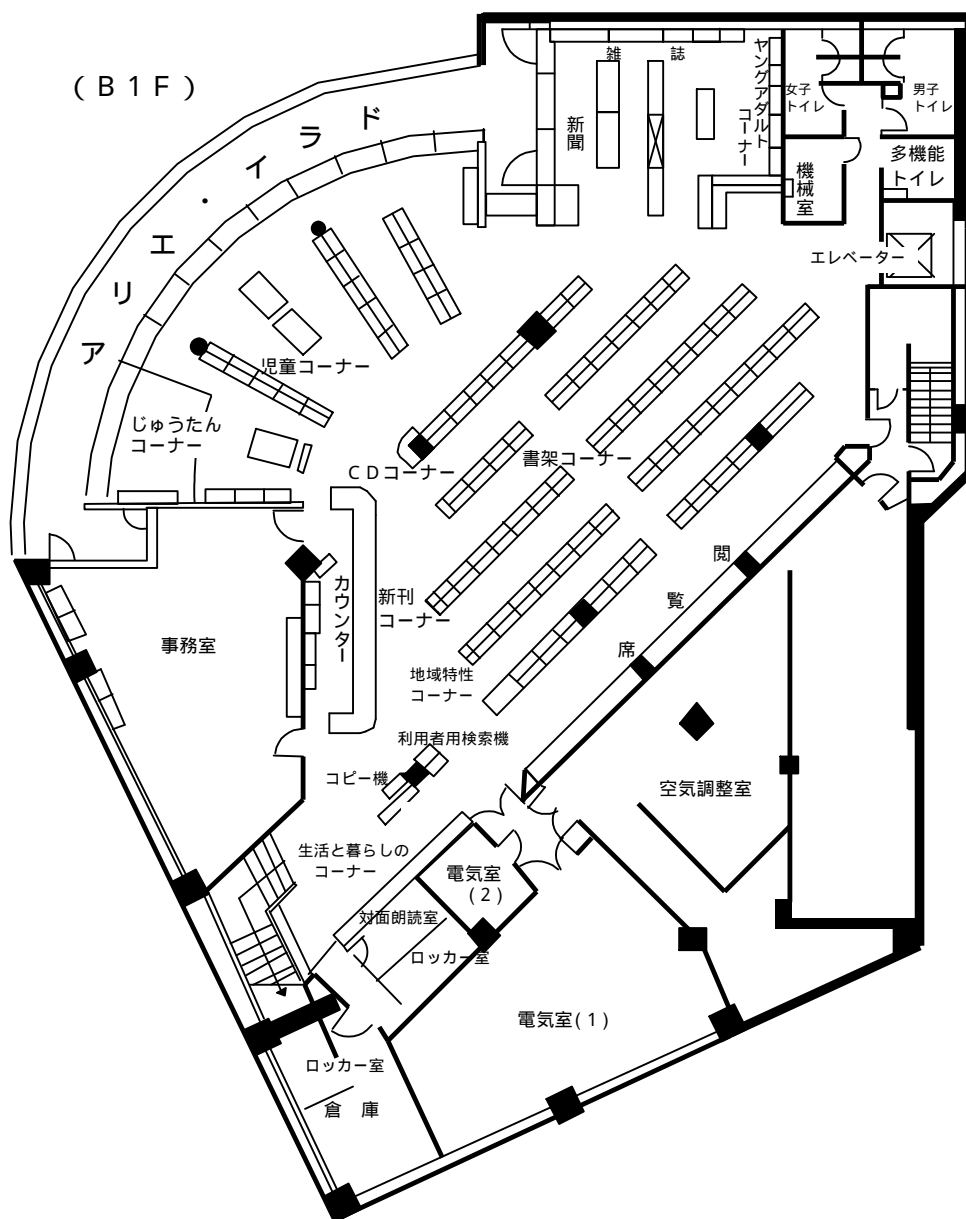 (B1F)
ドライ・エリア
雑　誌
新聞
ヤングアダルト
コーナー
女子
トイレ
男子
トイレ
多機能
トイレ
機械室
エレベーター
児童コーナー
じゅうたん
コーナー
CDコーナー
書架コーナー
閲覧席
カウンター
新刊
コーナー
事務室
地域特性
コーナー
利用者用検索機
コピー機
空気調整室
生活と暮らしの
コーナー
電気室
(2)
対面朗読室
ロッカー室
電気室(1)
ロッカー室
倉　庫